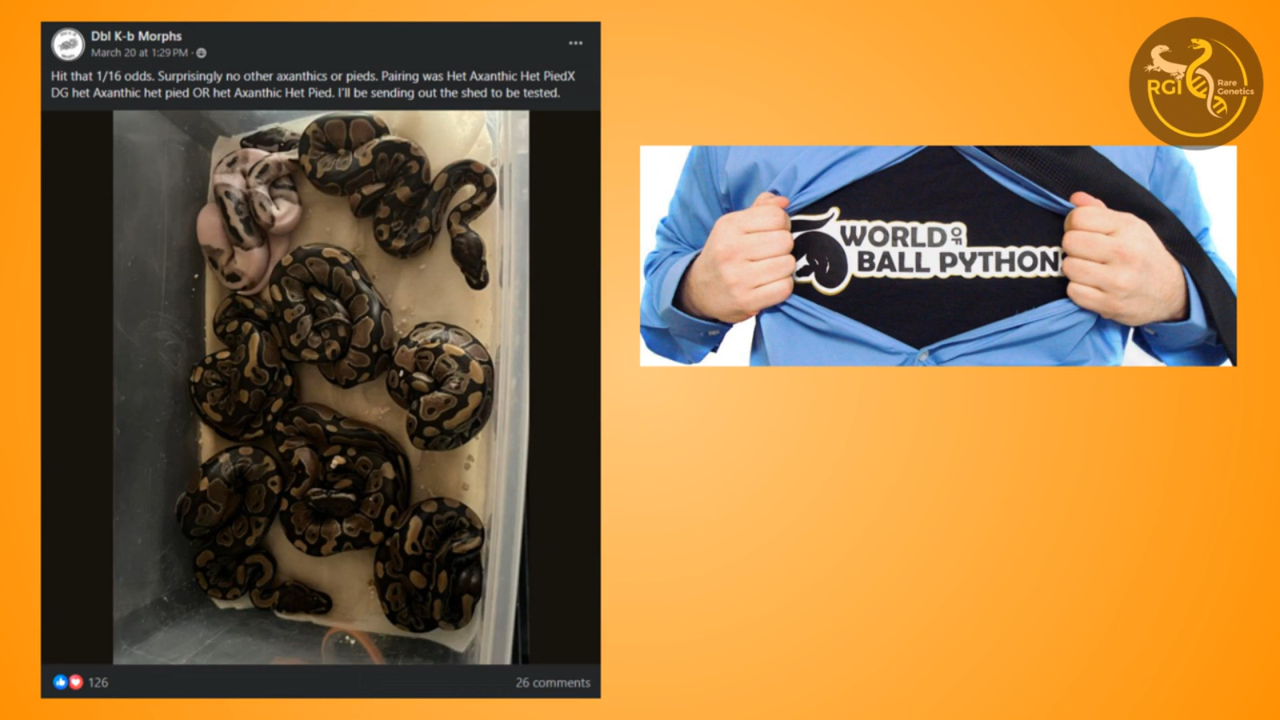 Dbl K-b Morphs
March 20 at 1:29 PM ·
Hit that 1/16 odds. Surprisingly no other axanthics or pieds. Pairing was Het Axanthic Het PiedX
DG het Axanthic het pied OR het Axanthic Het Pied. I'll be sending out the shed to be tested.
126
26 comments
RGI Rare
Genetics
WORLD OF
BALL PYTHON